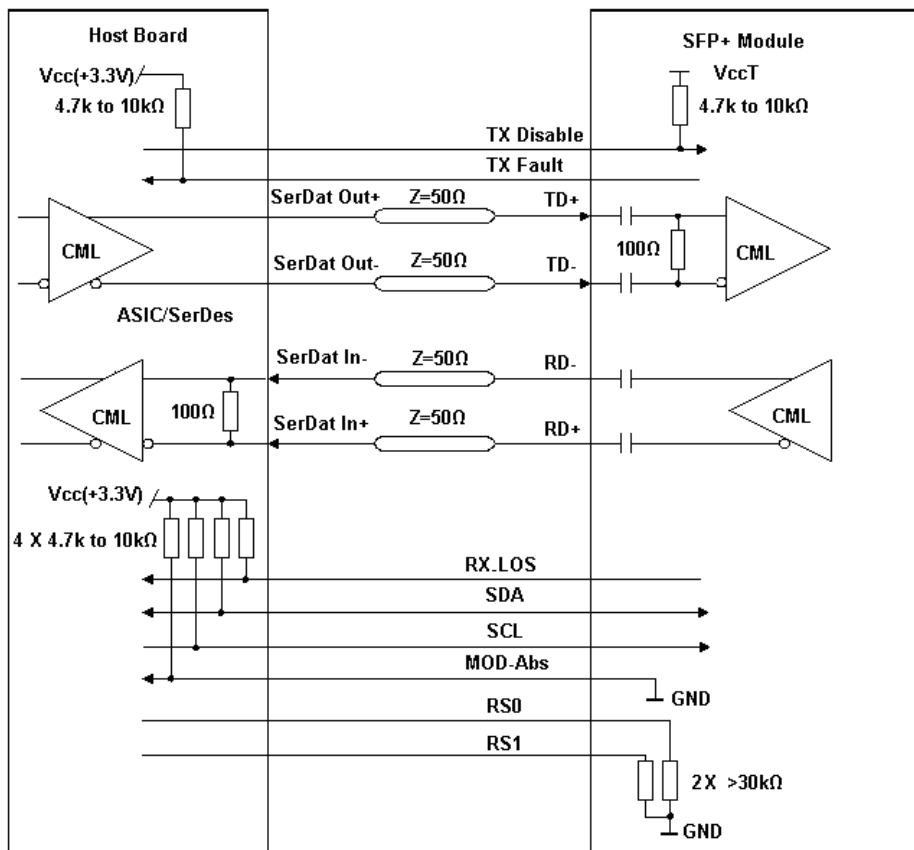 Host Board
SFP+ Module
Vcc(+3.3V)
4.7k to 10kΩ
VccT
4.7k to 10kΩ
TX Disable
TX Fault
SerDat Out+
Z=50Ω
TD+
CML
100Ω
CML
SerDat Out-
Z=50Ω
TD-
ASIC/SerDes
SerDat In-
Z=50Ω
RD-
CML
100Ω
CML
SerDat In+
Z=50Ω
RD+
Vcc(+3.3V)
4 X 4.7k to 10kΩ
RX_LOS
SDA
SCL
MOD-Abs
GND
RS0
RS1
2X >30kΩ
GND